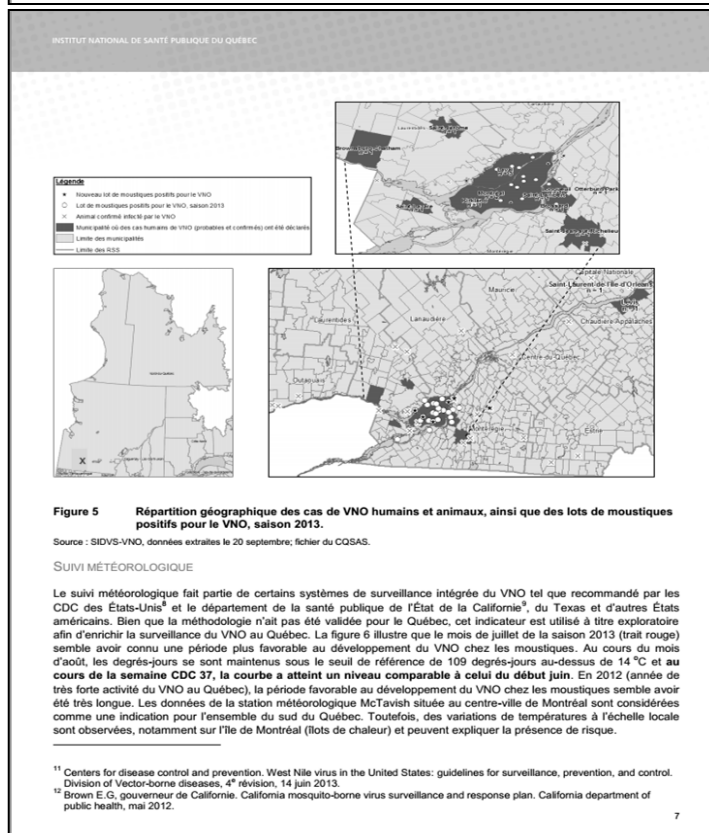 INSTITUT NATIONAL DE SANTÉ PUBLIQUE DU QUÉBEC
Légende
Nouveau lot de moustiques positifs pour le VNO
Lot de moustiques positifs pour le VNO, saison 2013
Animal confirmé infecté par le VNO
Municipalité où des cas humains de VNO (probables et confirmés) ont été déclarés
Limite des municipalités
Limite des RSS
Lanaudière
Laurentides
Otterburn Park
Capitale Nationale
Saint-Laurent-de-l'Île-d'Orléans
n = 1
Mauricie
Lévis
Chaudière-Appalaches
Laurentides
Lanaudière
Centre-du-Québec
Outaouais
Montérégie
Estrie
Figure 5 Répartition géographique des cas de VNO humains et animaux, ainsi que des lots de moustiques
positifs pour le VNO, saison 2013.
Source : SIDVS-VNO, données extraites le 20 septembre; fichier du CQSAS.
SUIVI MÉTÉOROLOGIQUE
Le suivi météorologique fait partie de certains systèmes de surveillance intégrée du VNO tel que recommandé par les
CDC des États-Unis⁸ et le département de la santé publique de l'État de la Californie⁹, du Texas et d'autres États
américains. Bien que la méthodologie n'ait pas été validée pour le Québec, cet indicateur est utilisé à titre exploratoire
afin d'enrichir la surveillance du VNO au Québec. La figure 6 illustre que le mois de juillet de la saison 2013 (trait rouge)
semble avoir connu une période plus favorable au développement du VNO chez les moustiques. Au cours du mois
d'août, les degrés-jours se sont maintenus sous le seuil de référence de 109 degrés-jours au-dessus de 14 °C et au
cours de la semaine CDC 37, la courbe a atteint un niveau comparable à celui du début juin. En 2012 (année de
très forte activité du VNO au Québec), la période favorable au développement du VNO chez les moustiques semble avoir
été très longue. Les données de la station météorologique McTavish située au centre-ville de Montréal sont considérées
comme une indication pour l'ensemble du sud du Québec. Toutefois, des variations de températures à l'échelle locale
sont observées, notamment sur l'île de Montréal (îlots de chaleur) et peuvent expliquer la présence de risque.
¹¹ Centers for disease control and prevention. West Nile virus in the United States: guidelines for surveillance, prevention, and control.
Division of Vector-borne diseases, 4ᵉ révision, 14 juin 2013.
¹² Brown E.G, gouverneur de Californie. California mosquito-borne virus surveillance and response plan. California department of
public health, mai 2012.
7